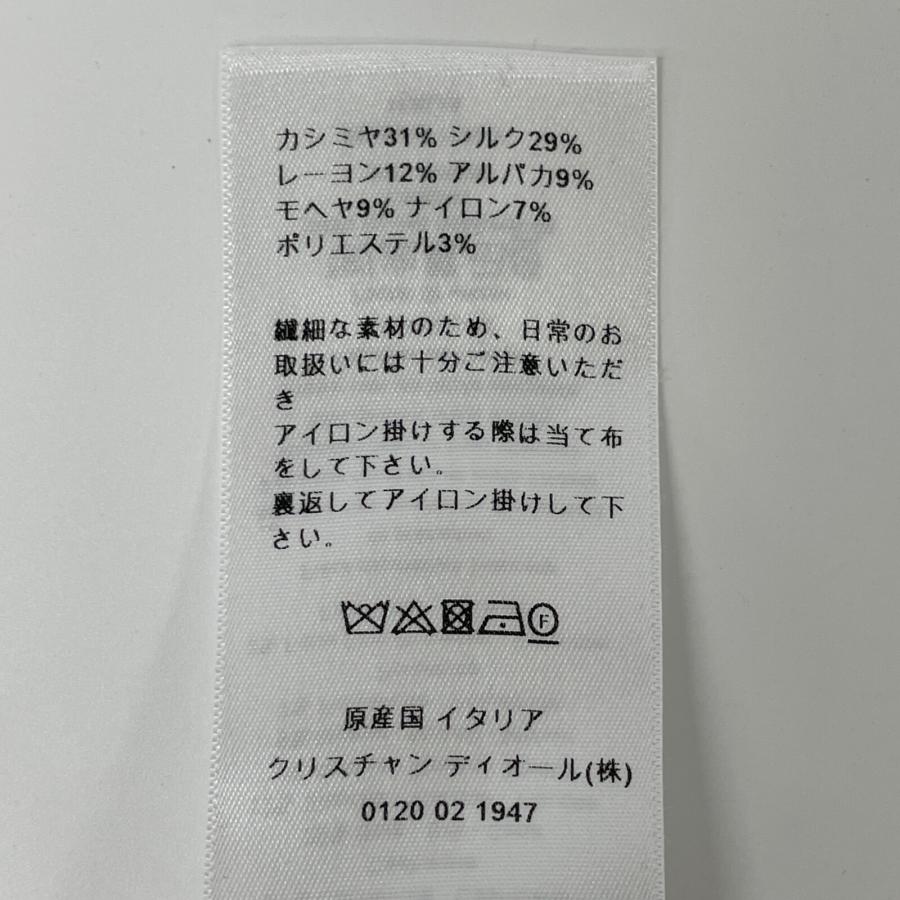 カシミヤ31% シルク29%
レーヨン12% アルパカ9%
モヘヤ9% ナイロン7%
ポリエステル3%
繊細な素材のため、日常のお
取扱いには十分ご注意いただ
き
アイロン掛けする際は当て布
をして下さい。
裏返してアイロン掛けして下
さい。
F
原産国 イタリア
クリスチャン ディオール(株)
0120 02 1947